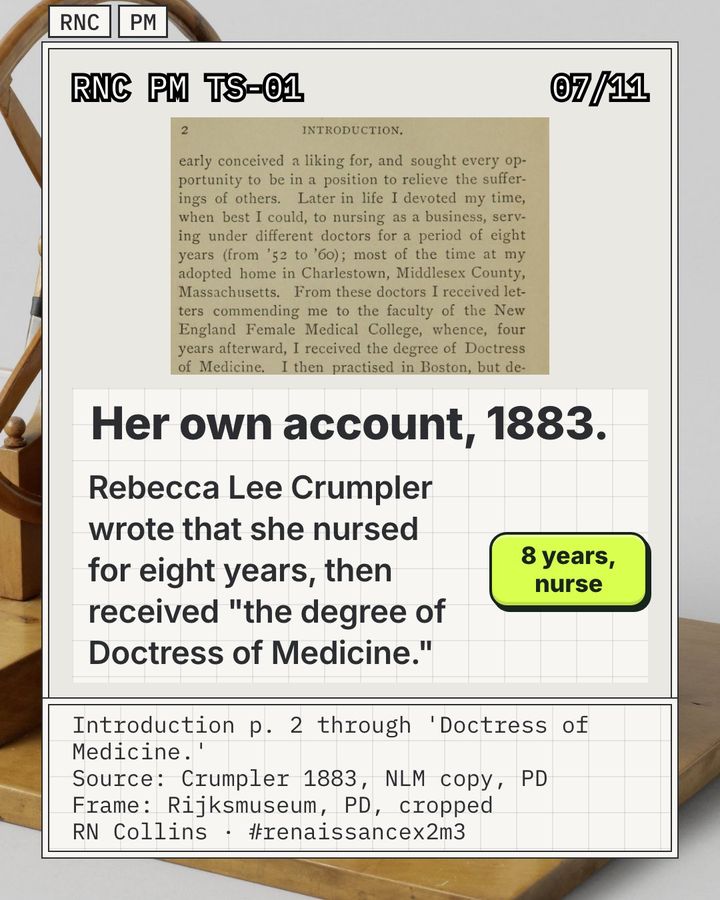 RNC PM
RNC PM TS-01 07/11
2 INTRODUCTION.
early conceived a liking for, and sought every op-
portunity to be in a position to relieve the suffer-
ings of others. Later in life I devoted my time,
when best I could, to nursing as a business, serv-
ing under different doctors for a period of eight
years (from '52 to '60); most of the time at my
adopted home in Charlestown, Middlesex County,
Massachusetts. From these doctors I received let-
ters commending me to the faculty of the New
England Female Medical College, whence, four
years afterward, I received the degree of Doctress
of Medicine. I then practised in Boston, but de-
Her own account, 1883.
Rebecca Lee Crumpler
wrote that she nursed
for eight years, then
received "the degree of
Doctress of Medicine."
8 years,
nurse
Introduction p. 2 through 'Doctress of
Medicine.'
Source: Crumpler 1883, NLM copy, PD
Frame: Rijksmuseum, PD, cropped
RN Collins · #renaissancex2m3